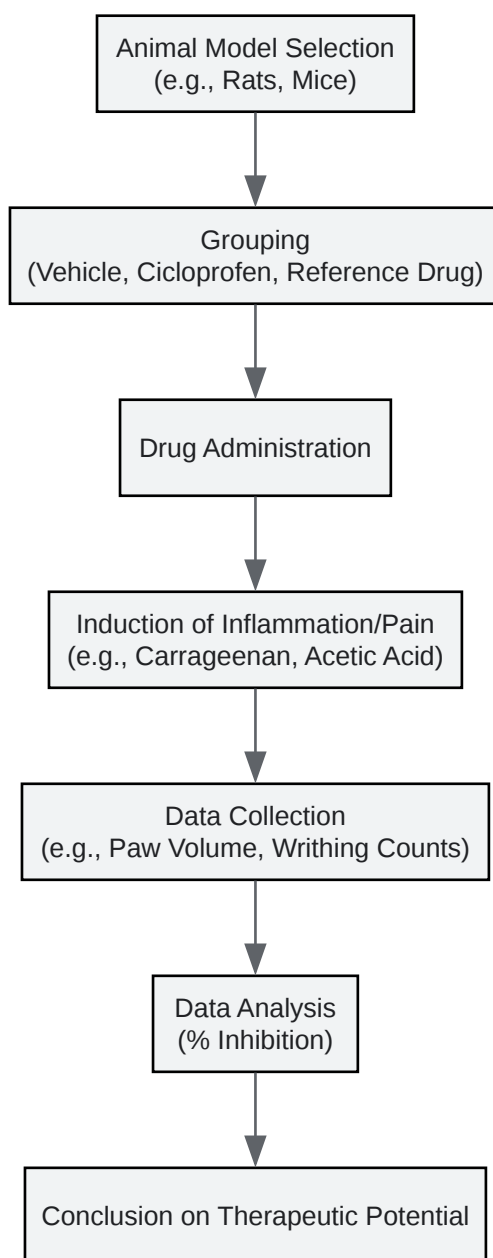 Animal Model Selection
(e.g., Rats, Mice)
Grouping
(Vehicle, Cicloprofen, Reference Drug)
Drug Administration
Induction of Inflammation/Pain
(e.g., Carrageenan, Acetic Acid)
Data Collection
(e.g., Paw Volume, Writhing Counts)
Data Analysis
(% Inhibition)
Conclusion on Therapeutic Potential